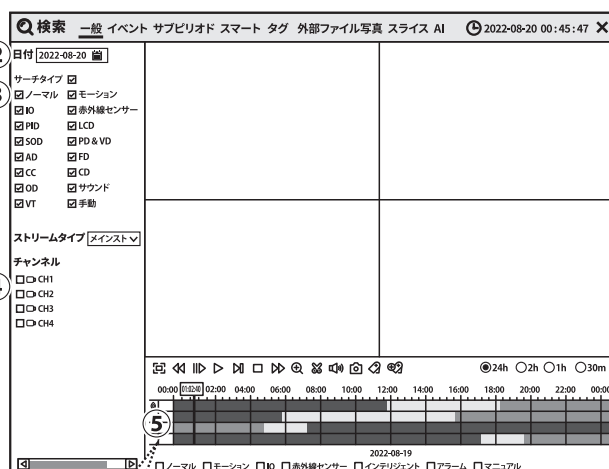 検索 一般 イベント サブピリオド スマート タグ 外部ファイル写真 スライス AI 2022-08-20 00:45:47
日付 2022-08-20
サーチタイプ
ノーマル モーション
IO 赤外線センサー
PID LCD
SOD PD & VD
AD FD
CC CD
OD サウンド
VT 手動
ストリームタイプ メインスト
チャンネル
CH1
CH2
CH3
CH4
24h 2h 1h 30m
00:00 01:02:40 02:00 04:00 06:00 08:00 10:00 12:00 14:00 16:00 18:00 20:00 22:00 00:00
5
2022-08-19
ノーマル モーション IO 赤外線センサー インテリジェント アラーム マニュアル